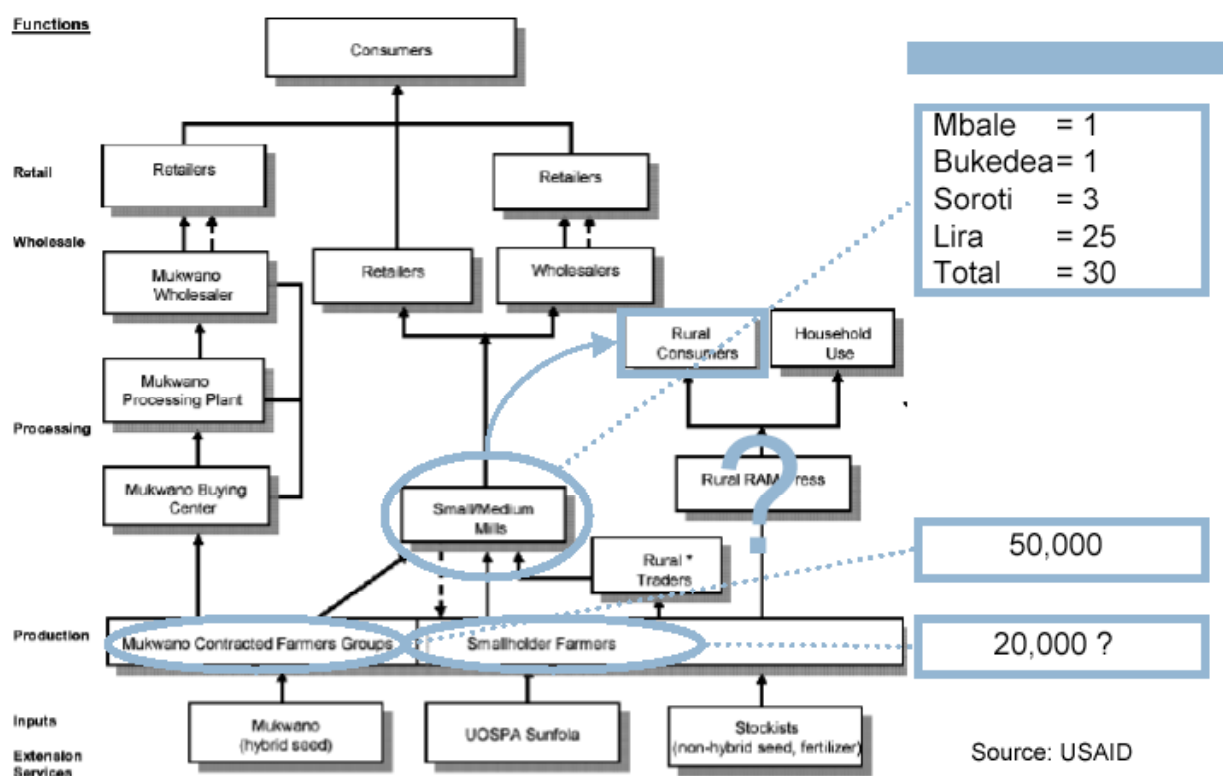 Functions
Consumers
Retail
Retailers
Retailers
Wholesale
Mukwano
Wholesaler
Retailers
Wholesalers
Rural
Consumers
Household
Use
Mukwano
Processing Plant
Processing
Mukwano Buying
Center
Small/Medium
Mills
Rural RAM Press
?
Rural *
Traders
Production
Mukwano Contracted Farmers Groups
Smallholder Farmers
Inputs
Extension
Services
Mukwano
(hybrid seed)
UOSPA Sunfola
Stockists
(non-hybrid seed, fertilizer)
Mbale = 1
Bukedea= 1
Soroti = 3
Lira = 25
Total = 30
50,000
20,000 ?
Source: USAID